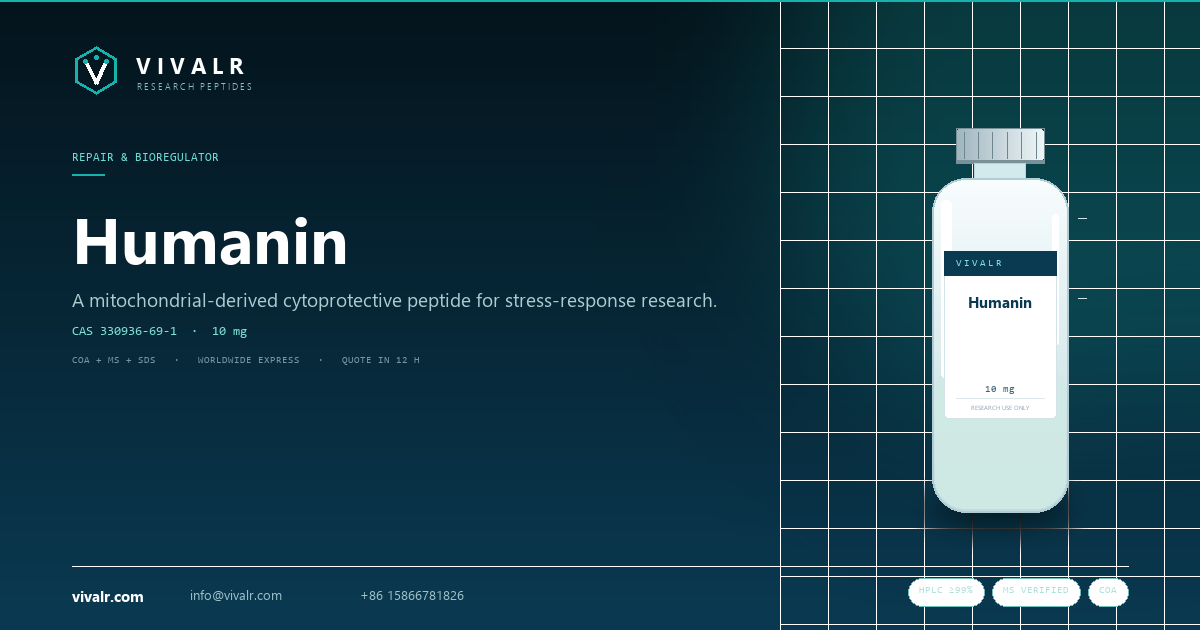 VIVALR
RESEARCH PEPTIDES
REPAIR & BIOREGULATOR
Humanin
A mitochondrial-derived cytoprotective peptide for stress-response research.
CAS 330936-69-1 · 10 mg
COA + MS + SDS · WORLDWIDE EXPRESS · QUOTE IN 12 H
VIVALR
Humanin
10 mg
RESEARCH USE ONLY
vivalr.com info@vivalr.com +86 15866781826
HPLC ≥99% MS VERIFIED COA